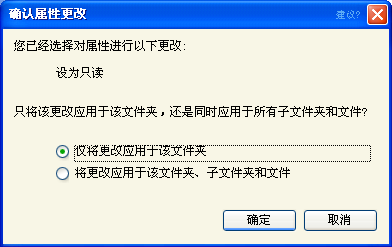 确认属性更改
建议?
您已经选择对属性进行以下更改:
设为只读
只将该更改应用于该文件夹，还是同时应用于所有子文件夹和文件?
仅将更改应用于该文件夹
将更改应用于该文件夹、子文件夹和文件
确定
取消